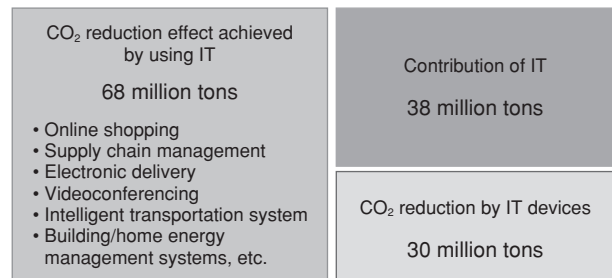 CO₂ reduction effect achieved
by using IT
68 million tons
• Online shopping
• Supply chain management
• Electronic delivery
• Videoconferencing
• Intelligent transportation system
• Building/home energy
management systems, etc.
Contribution of IT
38 million tons
CO₂ reduction by IT devices
30 million tons